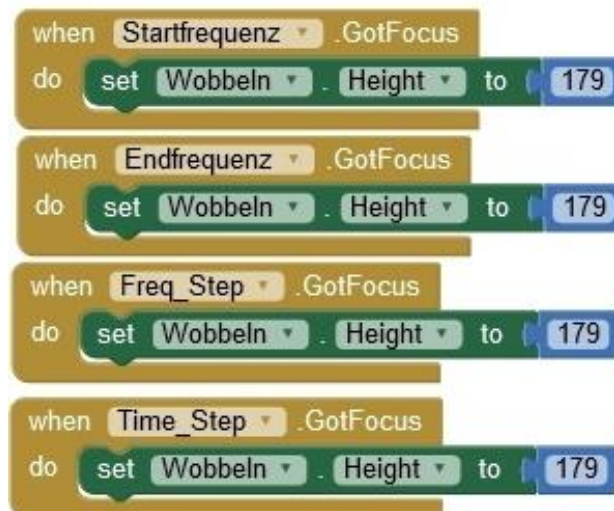 when Startfrequenz .GotFocus
do set Wobbeln . Height to 179
when Endfrequenz .GotFocus
do set Wobbeln . Height to 179
when Freq_Step .GotFocus
do set Wobbeln . Height to 179
when Time_Step .GotFocus
do set Wobbeln . Height to 179